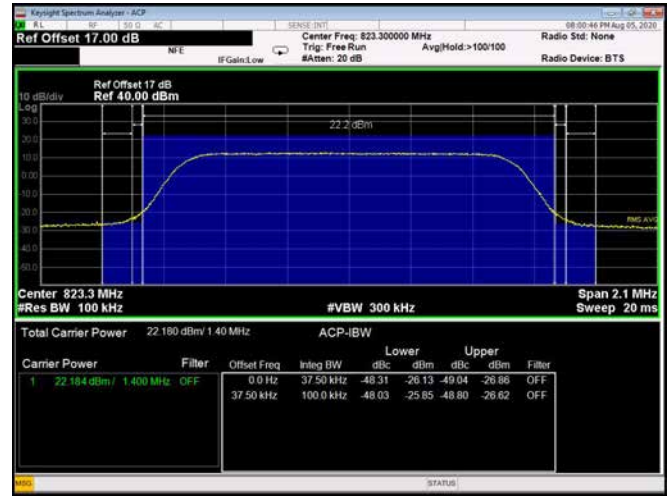 Keysight Spectrum Analyzer - ACP
RL RF 50 Ω AC SENSE:INT 08:00:46 PM Aug 05, 2020
Ref Offset 17.00 dB Center Freq: 823.300000 MHz Radio Std: None
NFE Trig: Free Run Avg|Hold:>100/100
IFGain:Low #Atten: 20 dB Radio Device: BTS
Ref Offset 17 dB
10 dB/div Ref 40.00 dBm
Log
30.0
20.0
10.0
0.00
-10.0
-20.0
-30.0
-40.0
-50.0
22.2 dBm
RMS AVG
Center 823.3 MHz Span 2.1 MHz
#Res BW 100 kHz #VBW 300 kHz Sweep 20 ms
Total Carrier Power 22.180 dBm/ 1.40 MHz ACP-IBW
Lower Upper
Carrier Power Filter Offset Freq Integ BW dBc dBm dBc dBm Filter
1 22.184 dBm / 1.400 MHz OFF 0.0 Hz 37.50 kHz -48.31 -26.13 -49.04 -26.86 OFF
37.50 kHz 100.0 kHz -48.03 -25.85 -48.80 -26.62 OFF
MSG STATUS